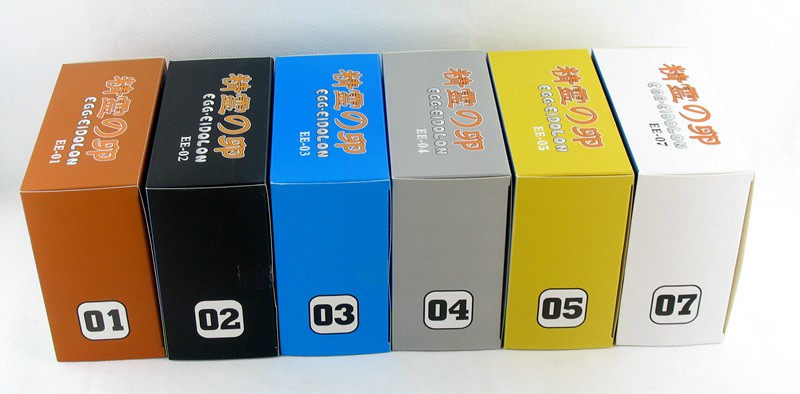 精霊の卵
EGG-EIDOLON
EE-01
01
精霊の卵
EGG-EIDOLON
EE-02
02
精霊の卵
EGG-EIDOLON
EE-03
03
精霊の卵
EGG-EIDOLON
EE-04
04
精霊の卵
EGG-EIDOLON
EE-05
05
精霊の卵
EGG-EIDOLON
EE-07
07